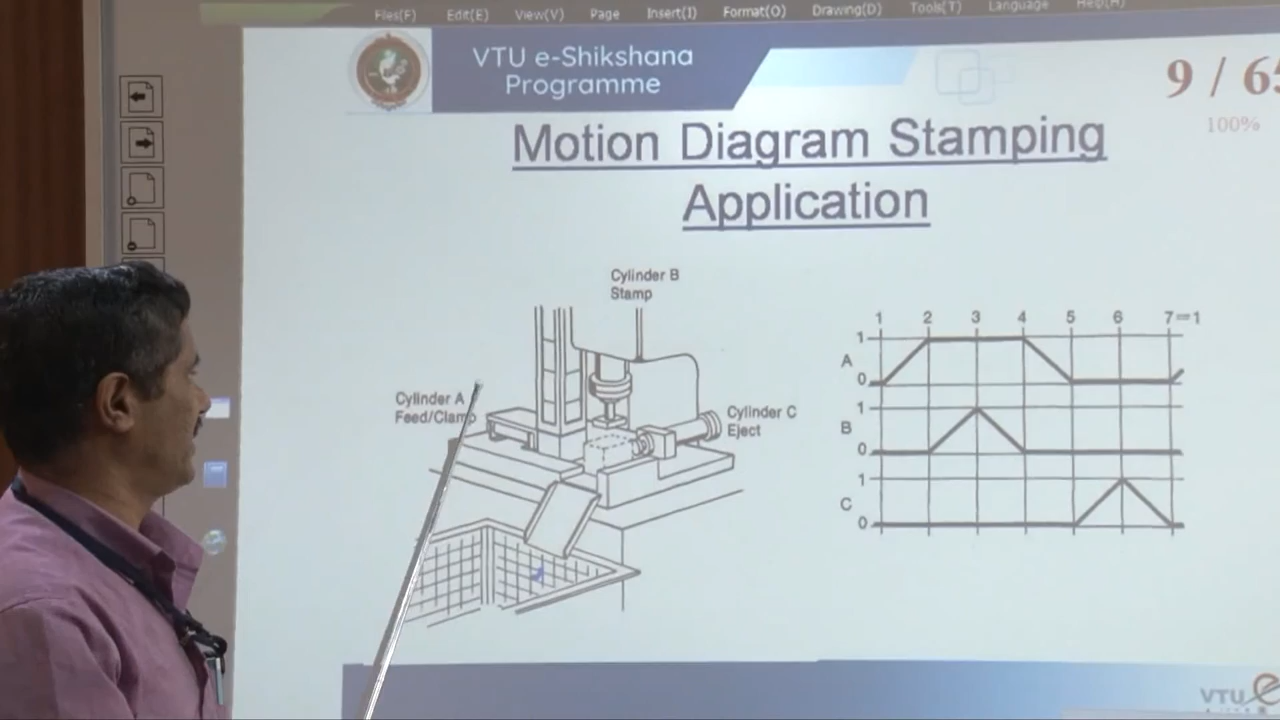 Files(F) Edit(E) View(V) Page Insert(I) Format(O) Drawing(D) Tools(T) Language Help(H)
VTU e-Shikshana
Programme
9 / 65
100%
Motion Diagram Stamping
Application
Cylinder B
Stamp
Cylinder A
Feed/Clamp
Cylinder C
Eject
1 2 3 4 5 6 7=1
1
A
0
1
B
0
1
C
0
VTU e